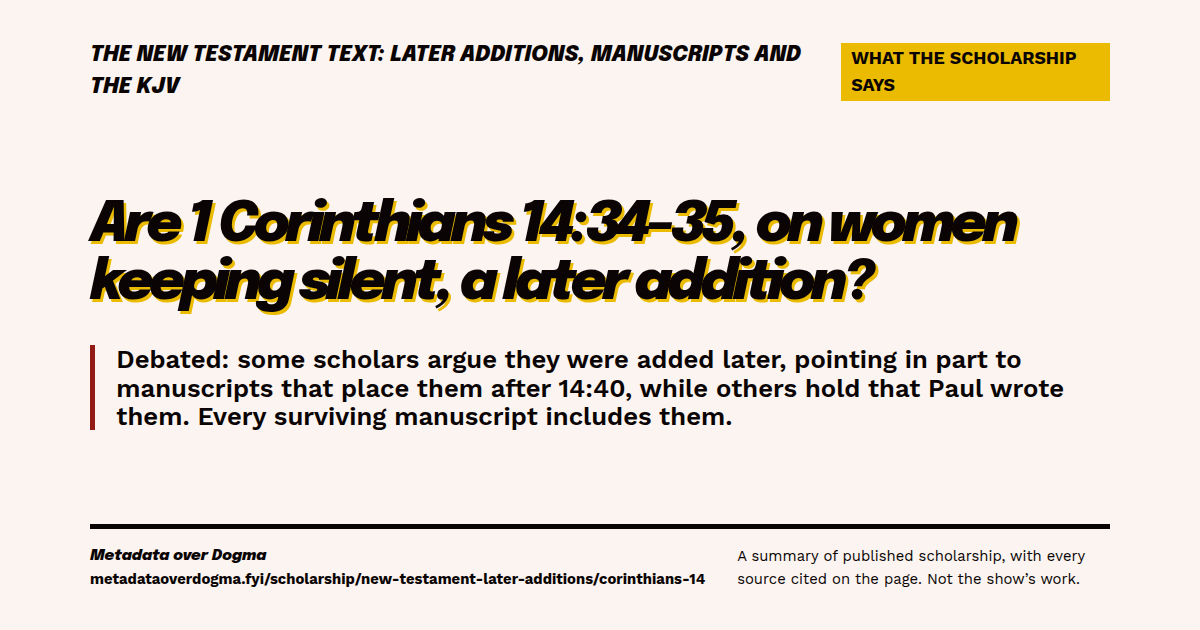 THE NEW TESTAMENT TEXT: LATER ADDITIONS, MANUSCRIPTS AND
THE KJV
WHAT THE SCHOLARSHIP
SAYS
Are 1 Corinthians 14:34–35, on women
keeping silent, a later addition?
Debated: some scholars argue they were added later, pointing in part to
manuscripts that place them after 14:40, while others hold that Paul wrote
them. Every surviving manuscript includes them.
Metadata over Dogma
metadataoverdogma.fyi/scholarship/new-testament-later-additions/corinthians-14
A summary of published scholarship, with every
source cited on the page. Not the show’s work.